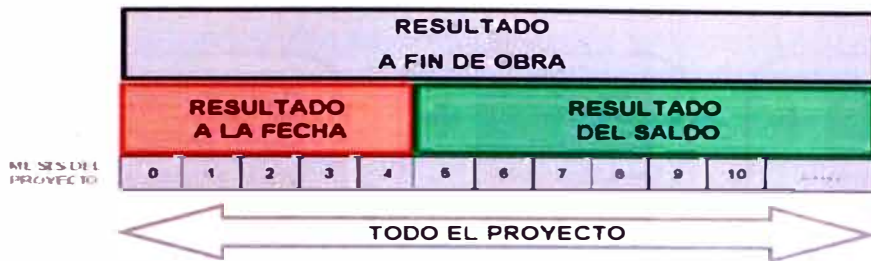 RESULTADO
A FIN DE OBRA
RESULTADO
A LA FECHA
RESULTADO
DEL SALDO
MESES DEL
PROYECTO
0 1 2 3 4 5 6 7 8 9 10 ......
TODO EL PROYECTO